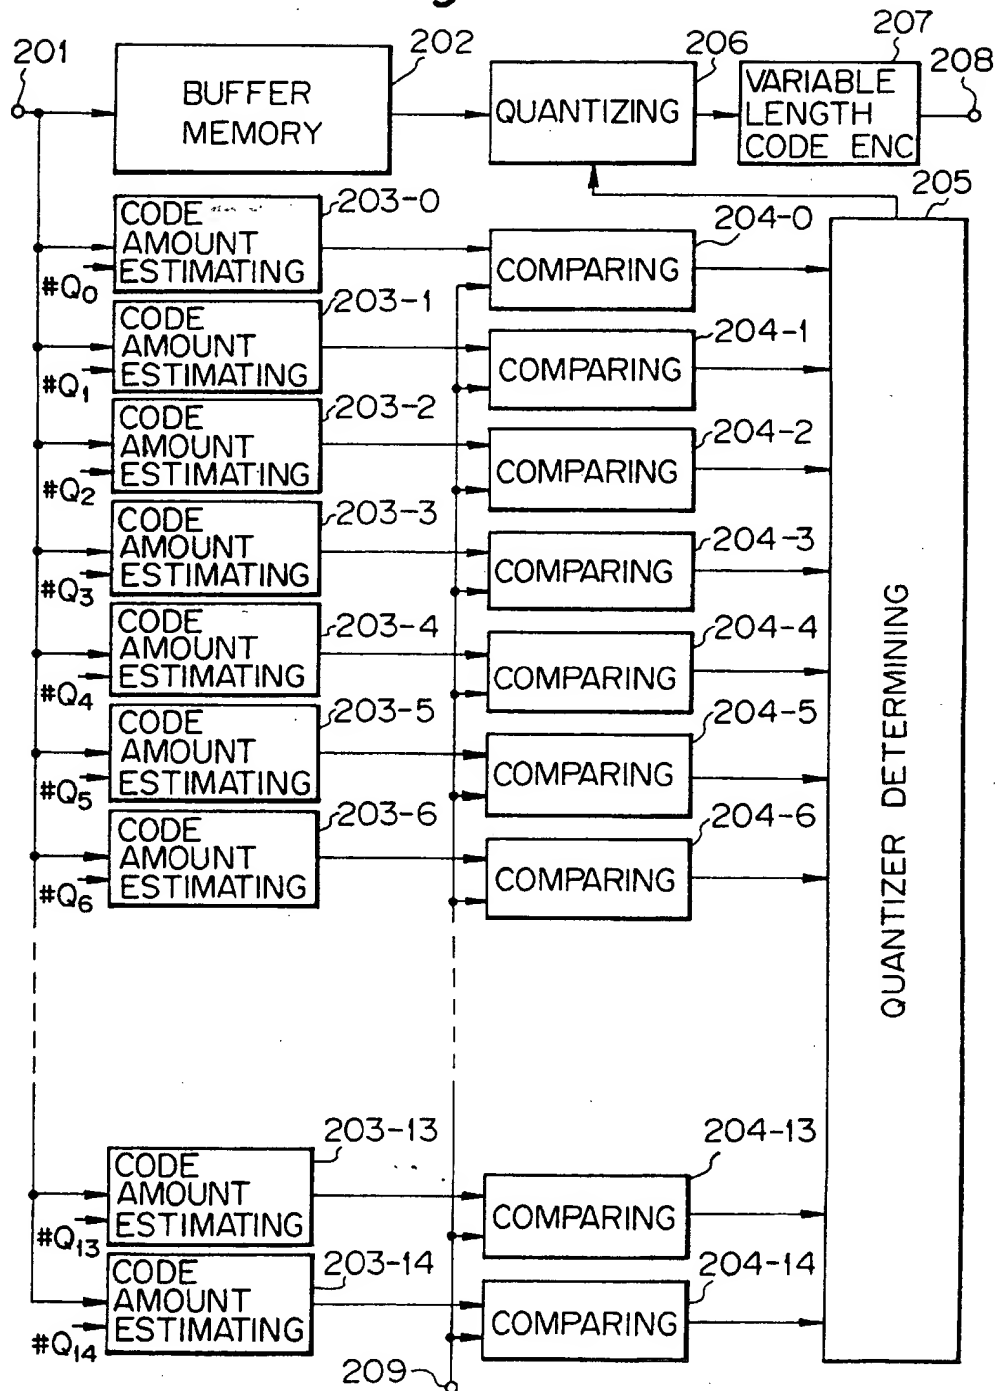 201
202
206
207
208
BUFFER
MEMORY
QUANTIZING
VARIABLE
LENGTH
CODE ENC
205
CODE
AMOUNT
ESTIMATING
203-0
#Q0
COMPARING
204-0
CODE
AMOUNT
ESTIMATING
203-1
#Q1
COMPARING
204-1
CODE
AMOUNT
ESTIMATING
203-2
#Q2
COMPARING
204-2
CODE
AMOUNT
ESTIMATING
203-3
#Q3
COMPARING
204-3
CODE
AMOUNT
ESTIMATING
203-4
#Q4
COMPARING
204-4
CODE
AMOUNT
ESTIMATING
203-5
#Q5
COMPARING
204-5
CODE
AMOUNT
ESTIMATING
203-6
#Q6
COMPARING
204-6
QUANTIZER DETERMINING
CODE
AMOUNT
ESTIMATING
203-13
#Q13
COMPARING
204-13
CODE
AMOUNT
ESTIMATING
203-14
#Q14
COMPARING
204-14
209